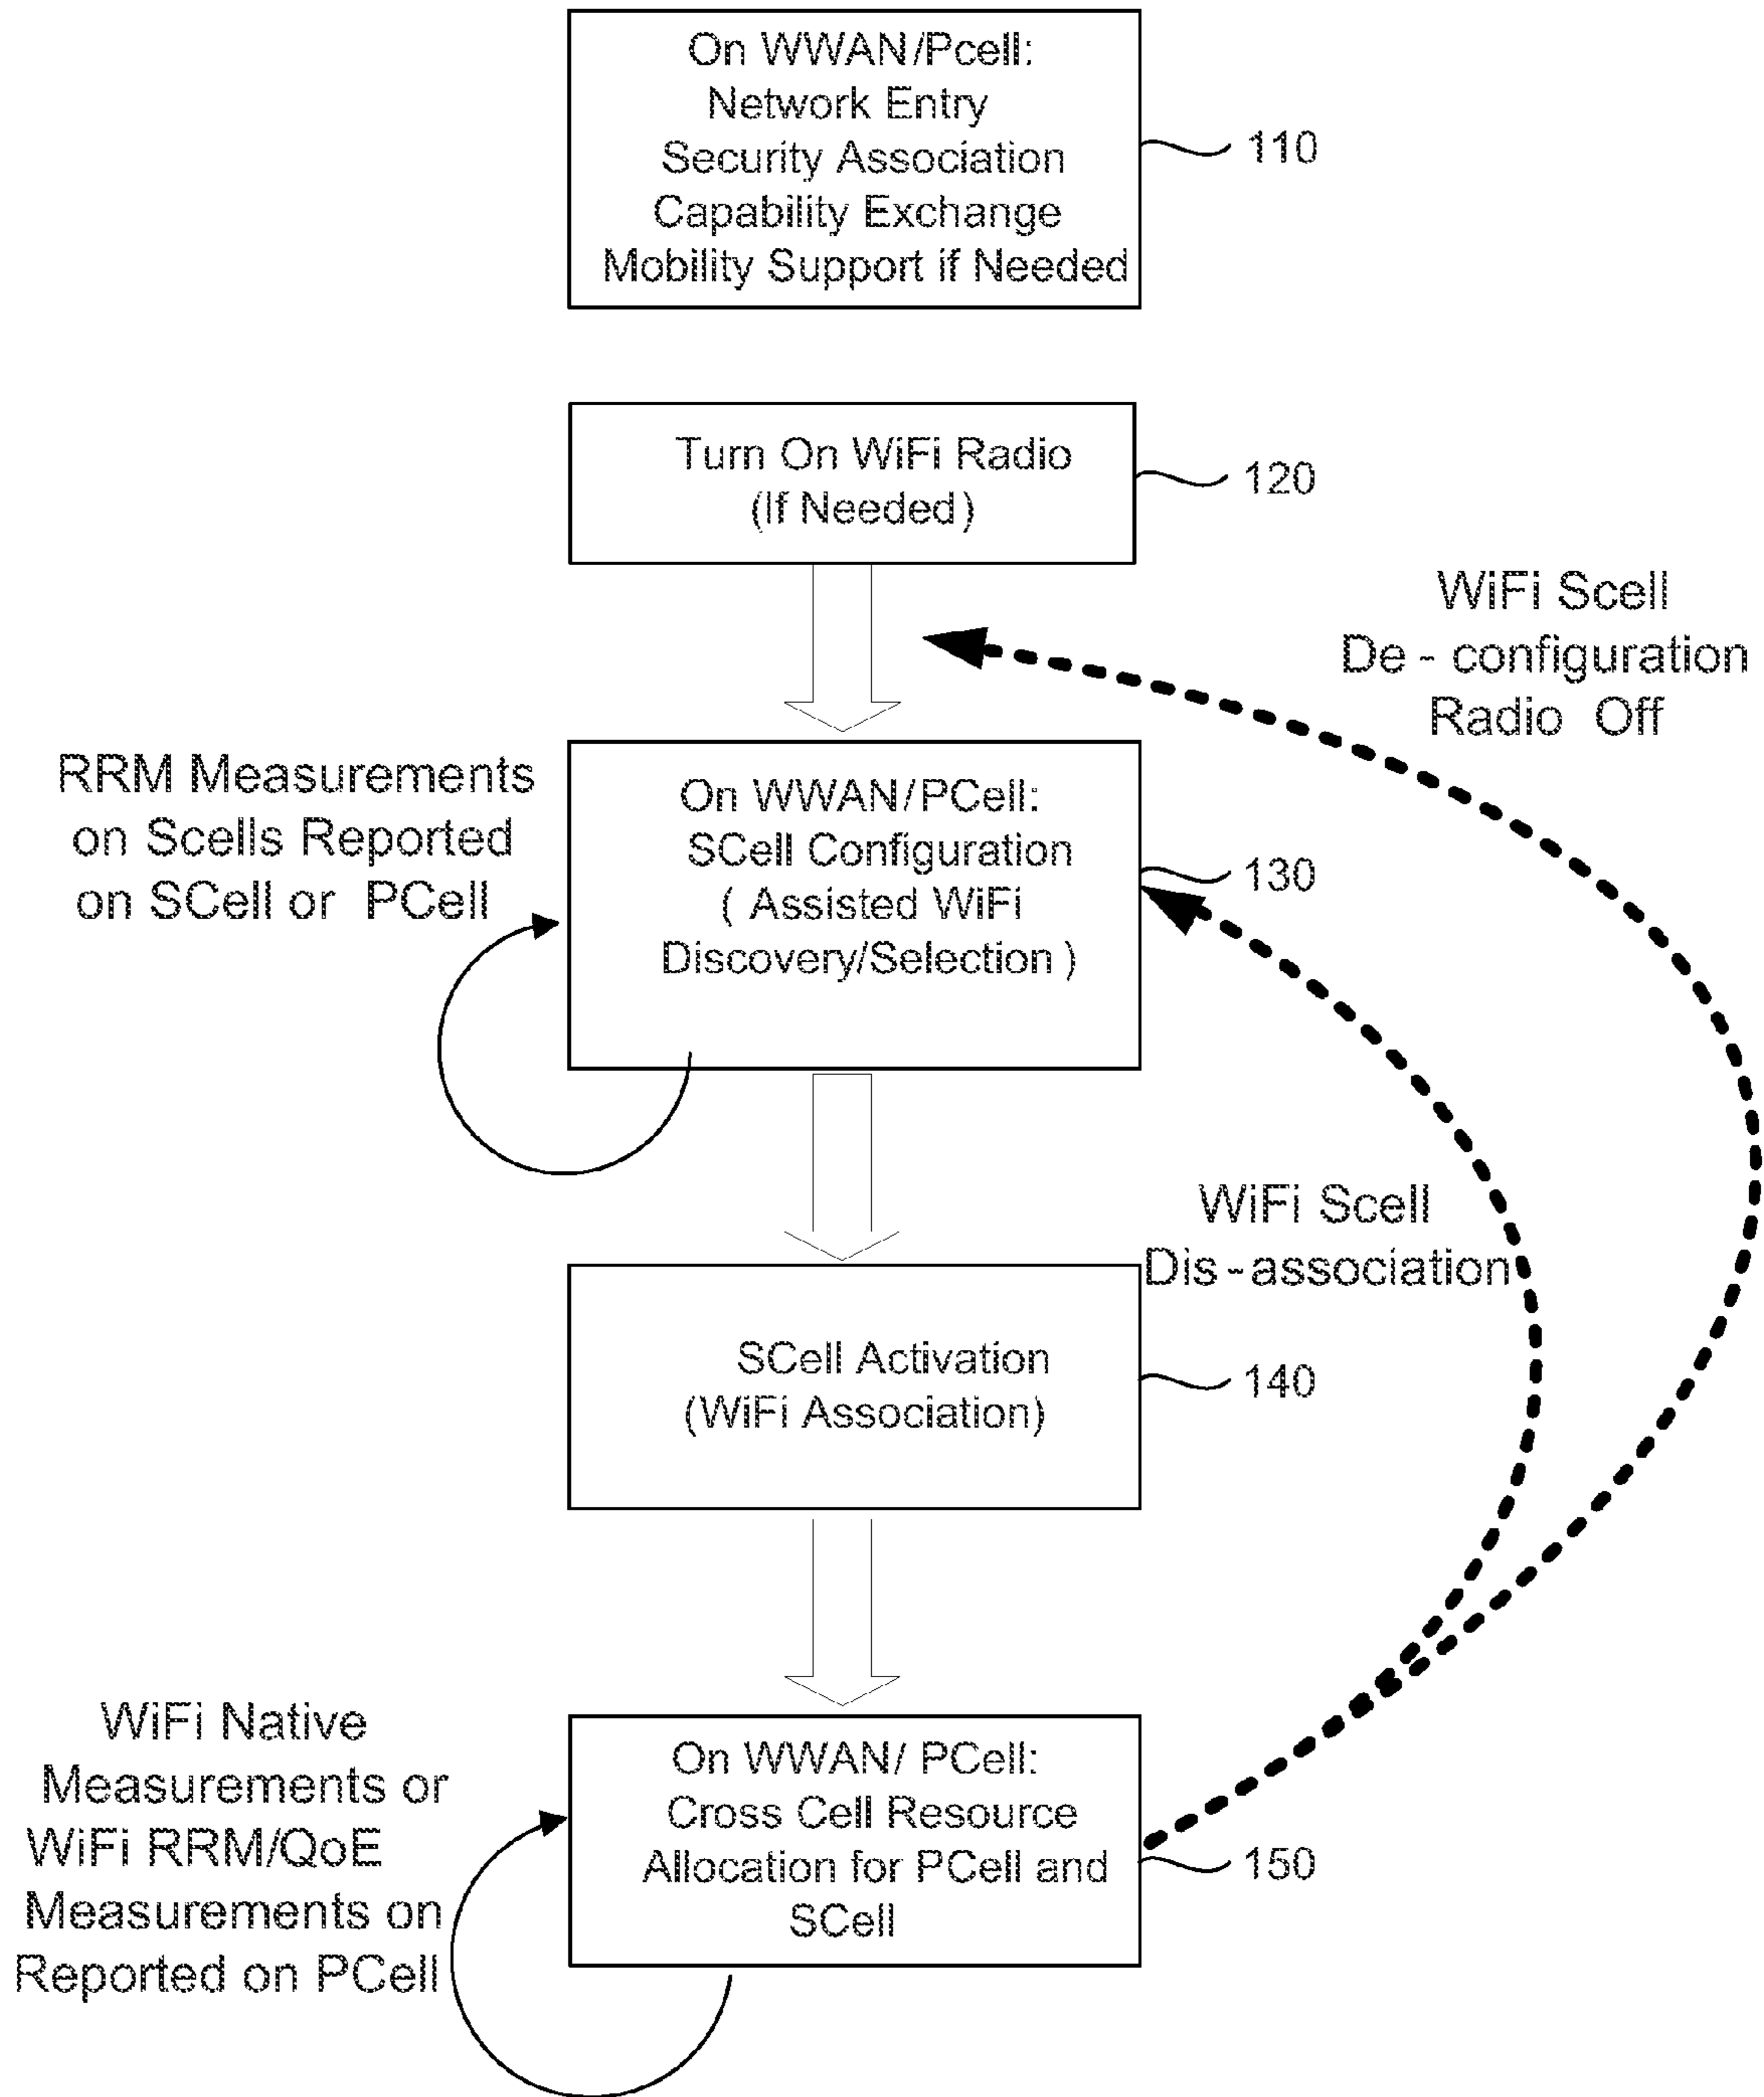 On WWAN/Pcell:
Network Entry
Security Association
Capability Exchange
Mobility Support if Needed
110
Turn On WiFi Radio
(If Needed)
120
WiFi Scell
De - configuration
Radio Off
RRM Measurements
on Scells Reported
on SCell or PCell
On WWAN/PCell:
SCell Configuration
( Assisted WiFi
Discovery/Selection )
130
WiFi Scell
Dis-association
SCell Activation
(WiFi Association)
140
WiFi Native
Measurements or
WiFi RRM/QoE
Measurements on
Reported on PCell
On WWAN/ PCell:
Cross Cell Resource
Allocation for PCell and
SCell
150